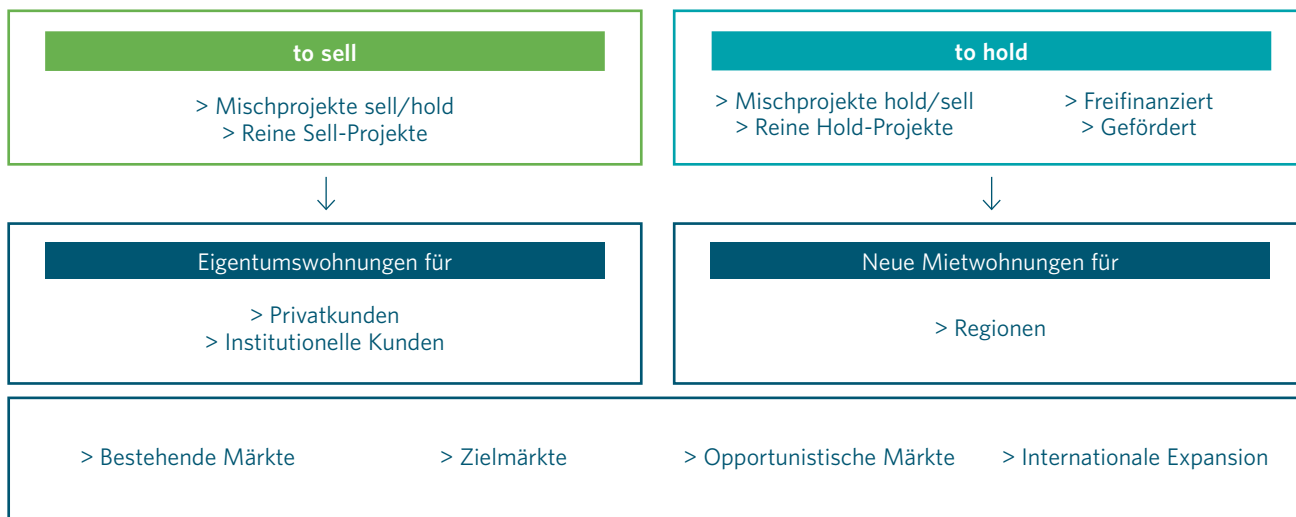 to sell
> Mischprojekte sell/hold
> Reine Sell-Projekte
to hold
> Mischprojekte hold/sell
> Reine Hold-Projekte
> Freifinanziert
> Gefördert
Eigentumswohnungen für
> Privatkunden
> Institutionelle Kunden
Neue Mietwohnungen für
> Regionen
> Bestehende Märkte
> Zielmärkte
> Opportunistische Märkte
> Internationale Expansion